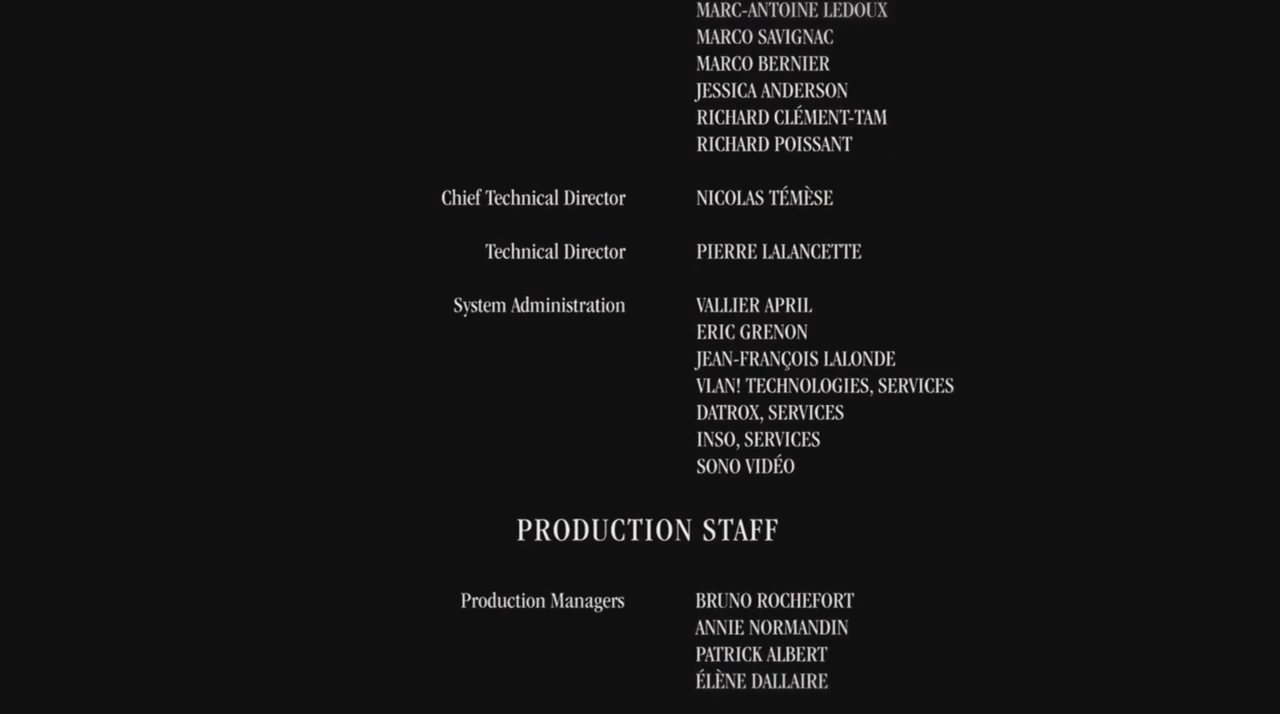 MARC-ANTOINE LEDOUX
MARCO SAVIGNAC
MARCO BERNIER
JESSICA ANDERSON
RICHARD CLÉMENT-TAM
RICHARD POISSANT
Chief Technical Director NICOLAS TÉMÈSE
Technical Director PIERRE LALANCETTE
System Administration VALLIER APRIL
ERIC GRENON
JEAN-FRANÇOIS LALONDE
VLAN! TECHNOLOGIES, SERVICES
DATROX, SERVICES
INSO, SERVICES
SONO VIDÉO
PRODUCTION STAFF
Production Managers BRUNO ROCHEFORT
ANNIE NORMANDIN
PATRICK ALBERT
ÉLÈNE DALLAIRE